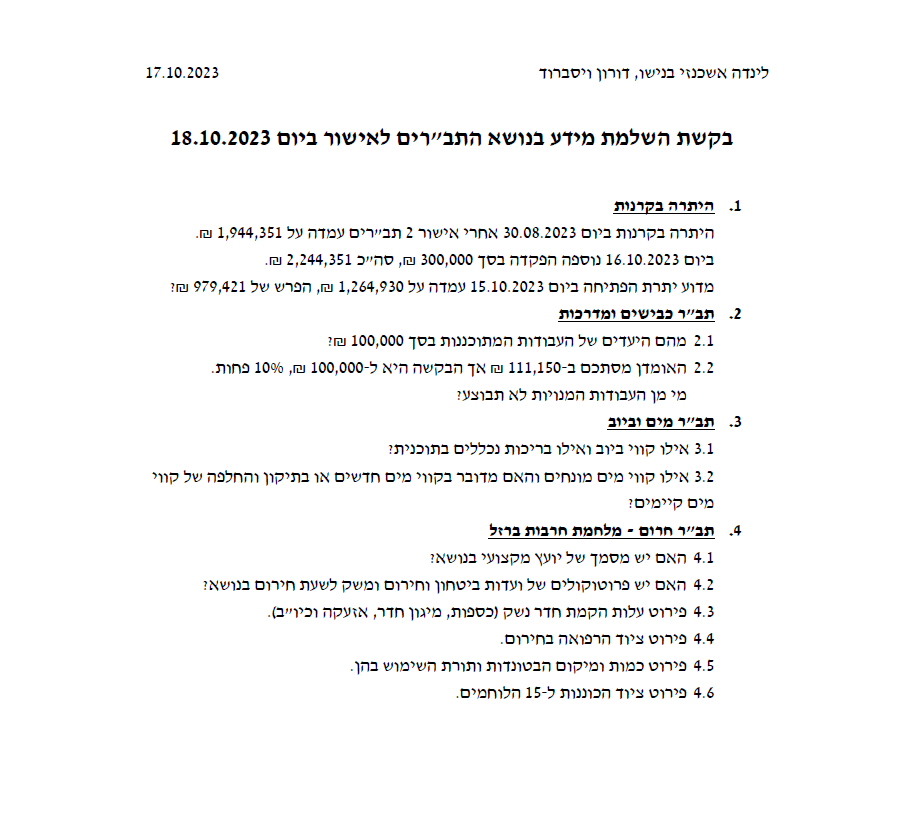 לינדה אשכנזי בנישו, דורון ויסברוד 17.10.2023
בקשת השלמת מידע בנושא התב״רים לאישור ביום 18.10.2023
1. היתרה בקרנות
היתרה בקרנות ביום 30.08.2023 אחרי אישור 2 תב״רים עמדה על 1,944,351 ₪.
ביום 16.10.2023 נוספה הפקדה בסך 300,000 ₪, סה״כ 2,244,351 ₪.
מדוע יתרת הפתיחה ביום 15.10.2023 עמדה על 1,264,930 ₪, הפרש של 979,421 ₪?
2. תב״ר כבישים ומדרכות
2.1 מהם היעדים של העבודות המתוכננות בסך 100,000 ₪?
2.2 האומדן מסתכם ב-111,150 ₪ אך הבקשה היא ל-100,000 ₪, 10% פחות.
מי מן העבודות המנויות לא תבוצע?
3. תב״ר מים וביוב
3.1 אילו קווי ביוב ואילו בריכות נכללים בתוכנית?
3.2 אילו קווי מים מונחים והאם מדובר בקווי מים חדשים או בתיקון והחלפה של קווי
מים קיימים?
4. תב״ר חרום - מלחמת חרבות ברזל
4.1 האם יש מסמך של יועץ מקצועי בנושא?
4.2 האם יש פרוטוקולים של ועדות ביטחון וחירום ומשק לשעת חירום בנושא?
4.3 פירוט עלות הקמת חדר נשק (כספות, מיגון חדר, אזעקה וכיו״ב).
4.4 פירוט ציוד הרפואה בחירום.
4.5 פירוט כמות ומיקום הבטונדות ותורת השימוש בהן.
4.6 פירוט ציוד הכוננות ל-15 הלוחמים.